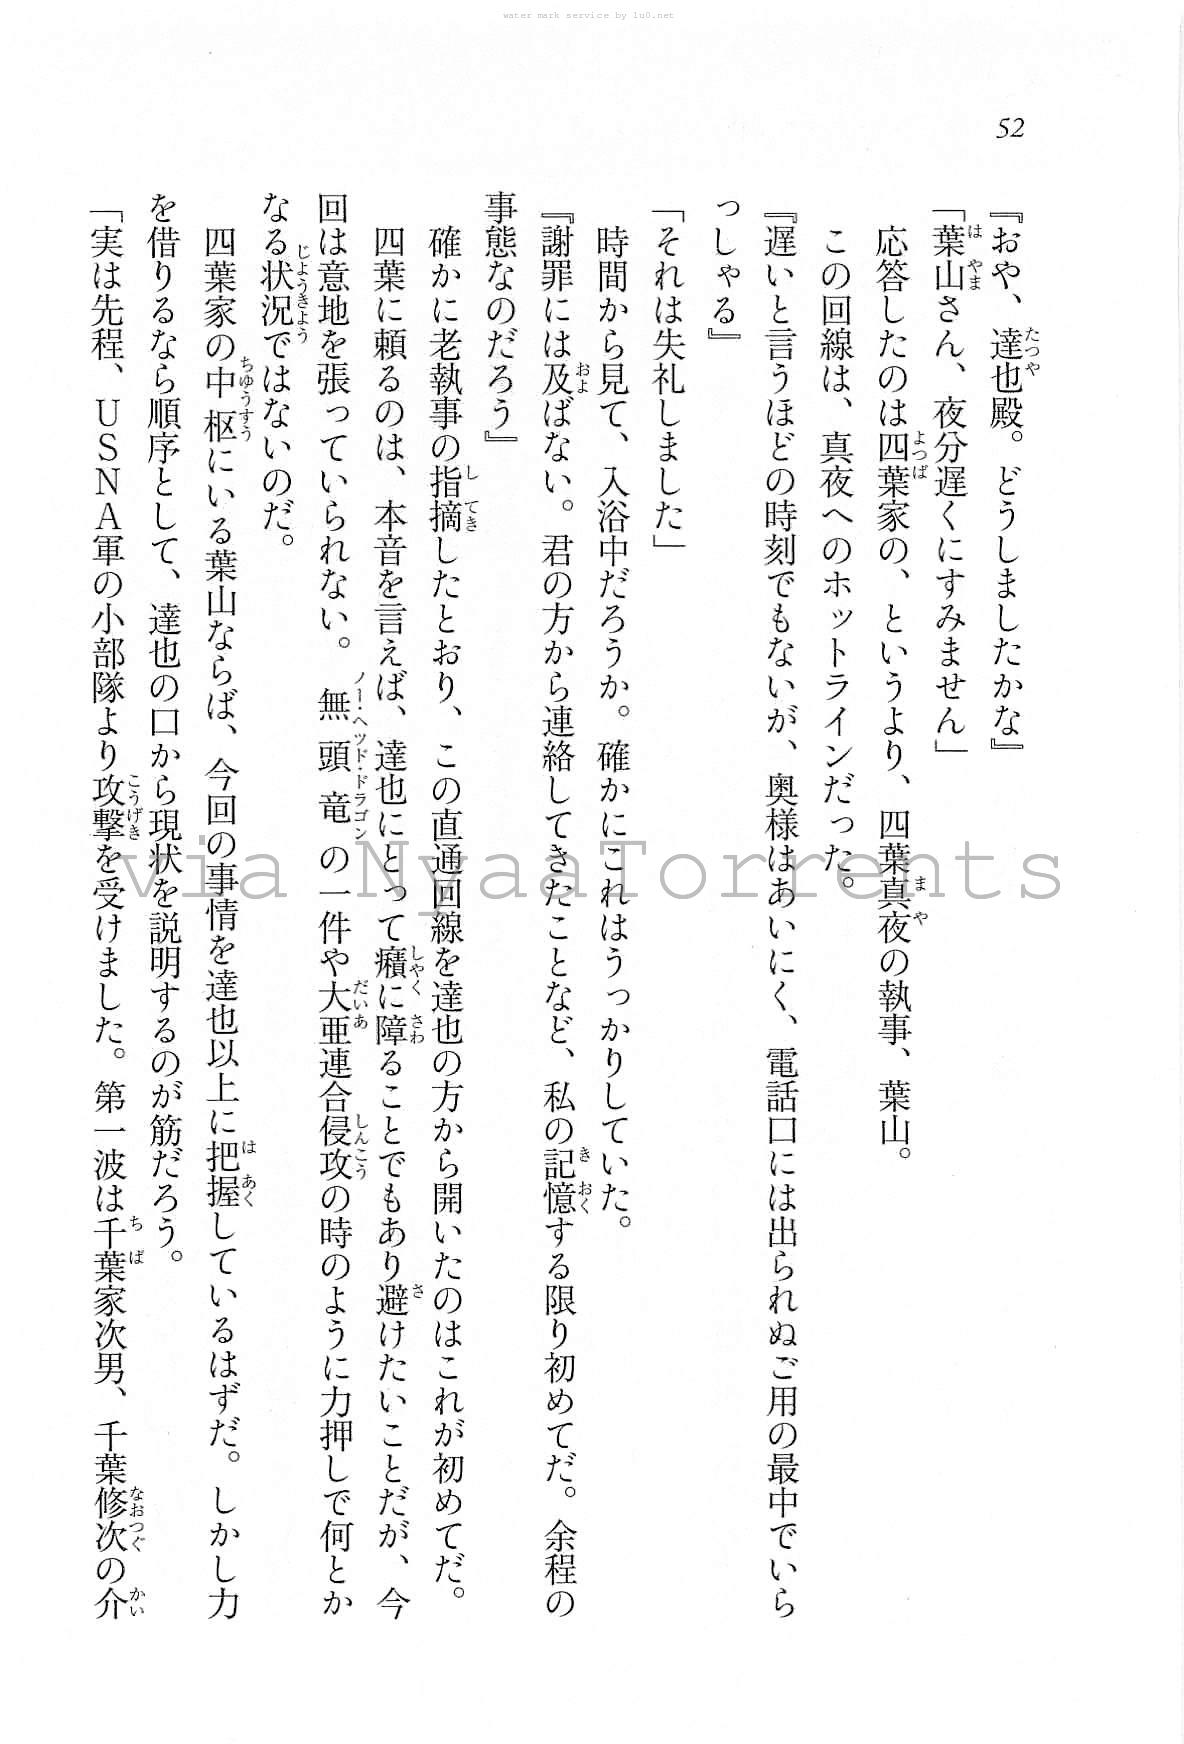 water mark service by lu0.net
52
『おや、達也殿。どうしましたかな』
「葉山さん、夜分遅くにすみません」
　応答したのは四葉家の、というより、四葉真夜の執事、葉山。
　この回線は、真夜へのホットラインだった。
『遅いと言うほどの時刻でもないが、奥様はあいにく、電話口には出られぬご用の最中でいら
っしゃる』
「それは失礼しました」
　時間から見て、入浴中だろうか。確かにこれはうっかりしていた。
『謝罪には及ばない。君の方から連絡してきたことなど、私の記憶する限り初めてだ。余程の
事態なのだろう』
　確かに老執事の指摘したとおり、この直通回線を達也の方から開いたのはこれが初めてだ。
　四葉に頼るのは、本音を言えば、達也にとって癪に障ることでもあり避けたいことだが、今
回は意地を張っていられない。無頭竜の一件や大亜連合侵攻の時のように力押しで何とか
なる状況ではないのだ。
　四葉家の中枢にいる葉山ならば、今回の事情を達也以上に把握しているはずだ。しかし力
を借りるなら順序として、達也の口から現状を説明するのが筋だろう。
「実は先程、ＵＳＮＡ軍の小部隊より攻撃を受けました。第一波は千葉家次男、千葉修次の介
via NyaaTorrents